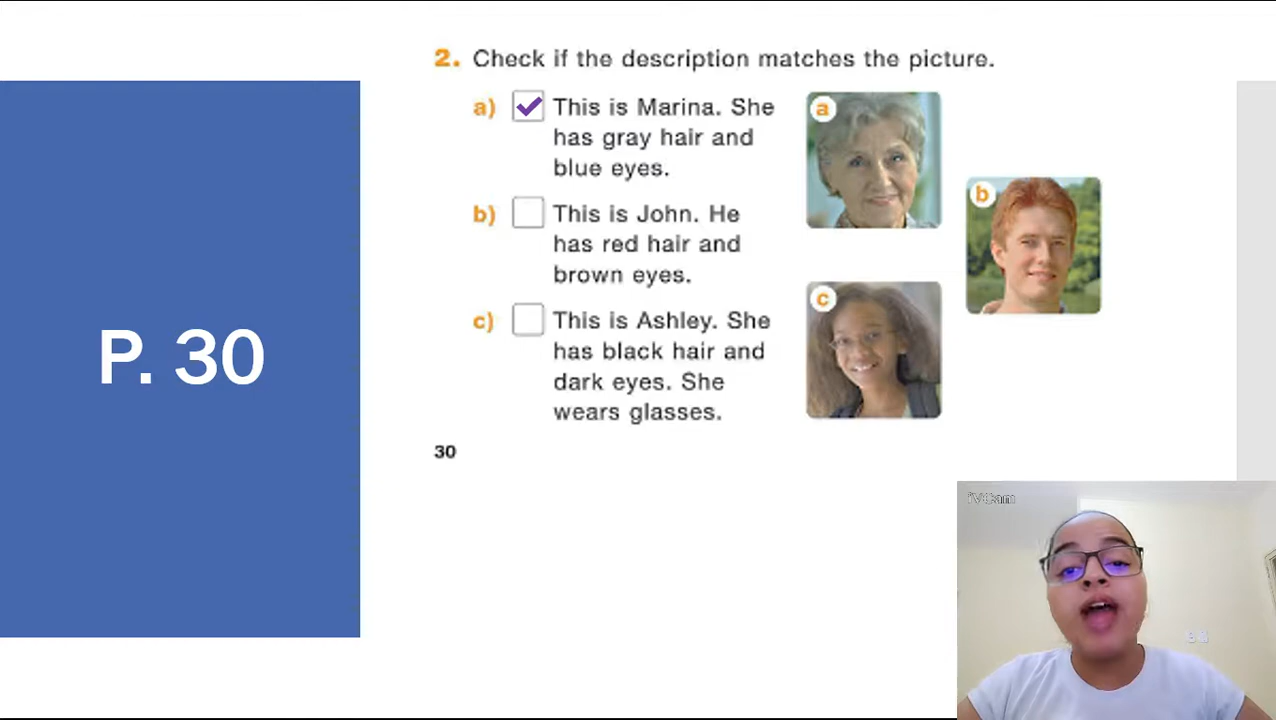 2. Check if the description matches the picture.
a) This is Marina. She
has gray hair and
blue eyes.
b) This is John. He
has red hair and
brown eyes.
c) This is Ashley. She
has black hair and
dark eyes. She
wears glasses.
a
b
c
30
P. 30
iVCam